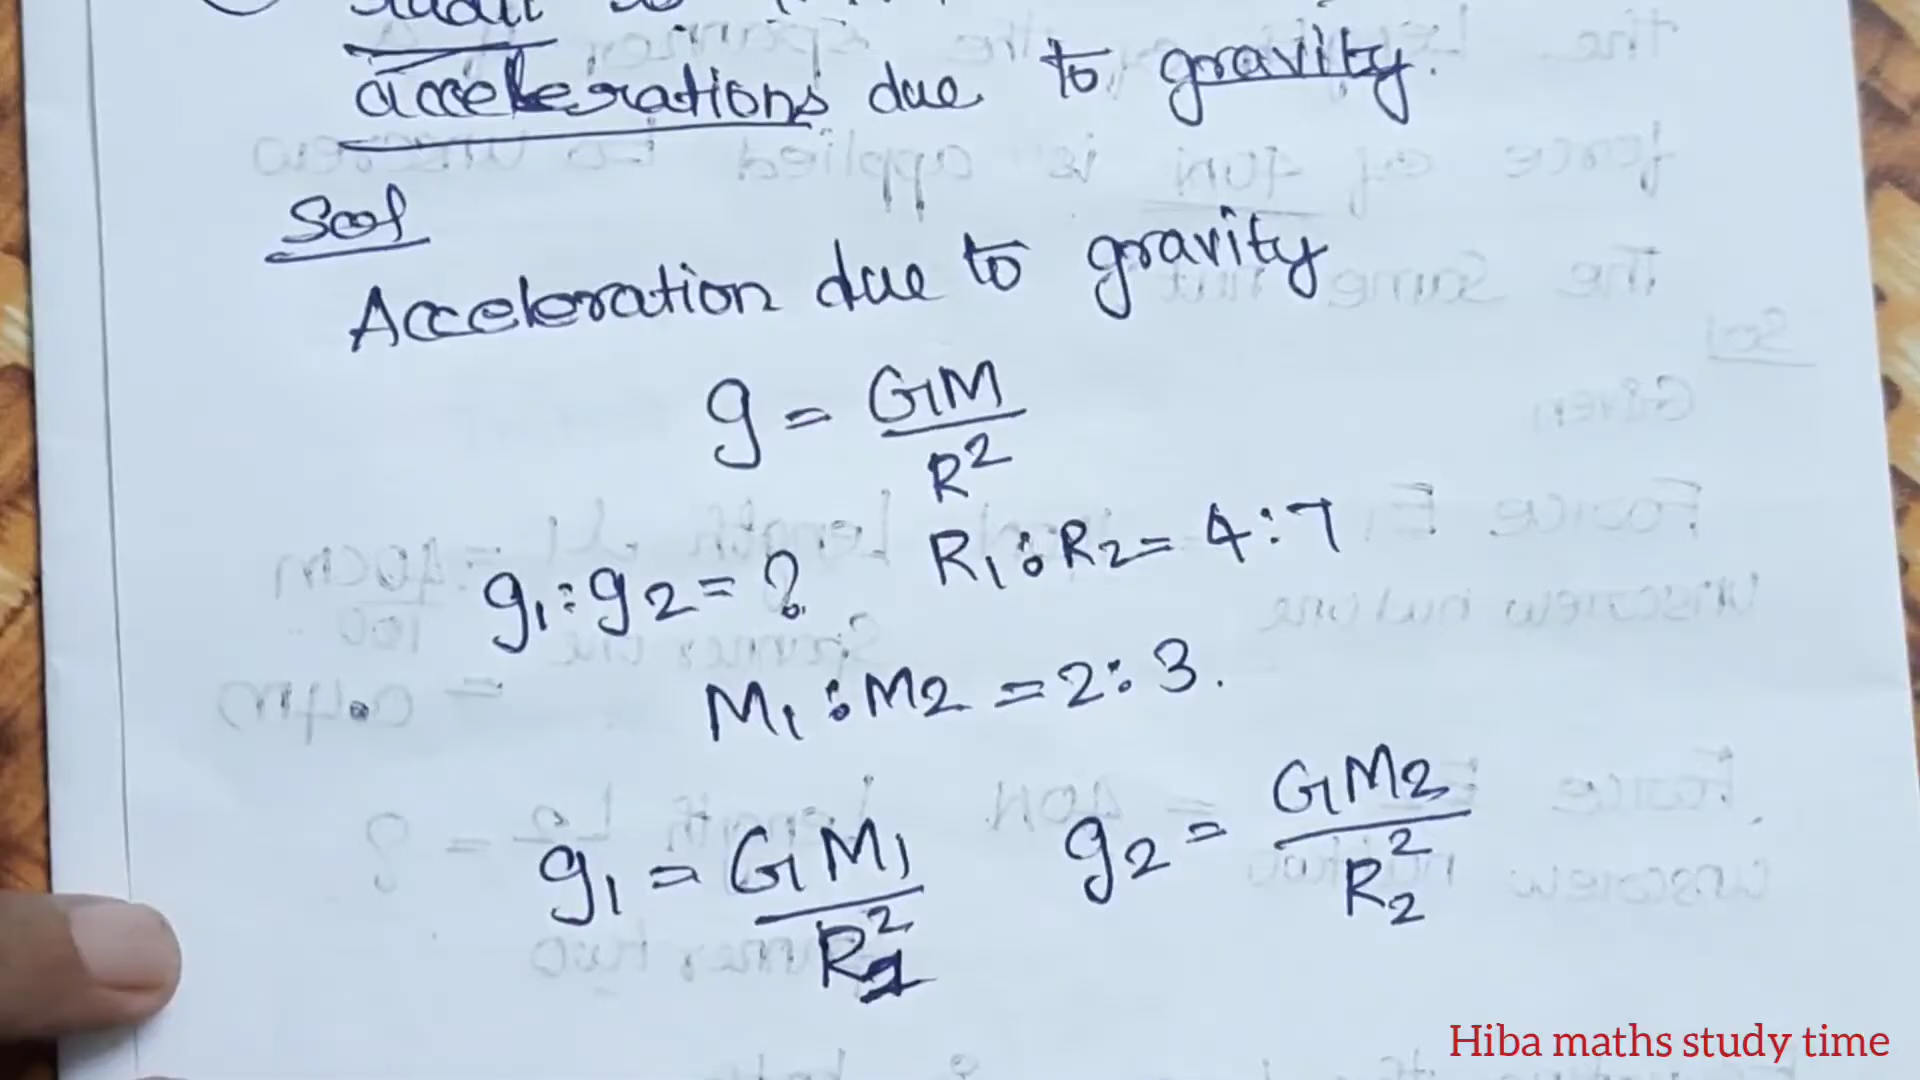 accelerations due to gravity.
Sool
Acceleration due to gravity
g = GM/R²
g₁:g₂ = ? R₁:R₂ = 4:7
M₁:M₂ = 2:3.
g₁ = GM₁/R₁² g₂ = GM₂/R₂²
Hiba maths study time